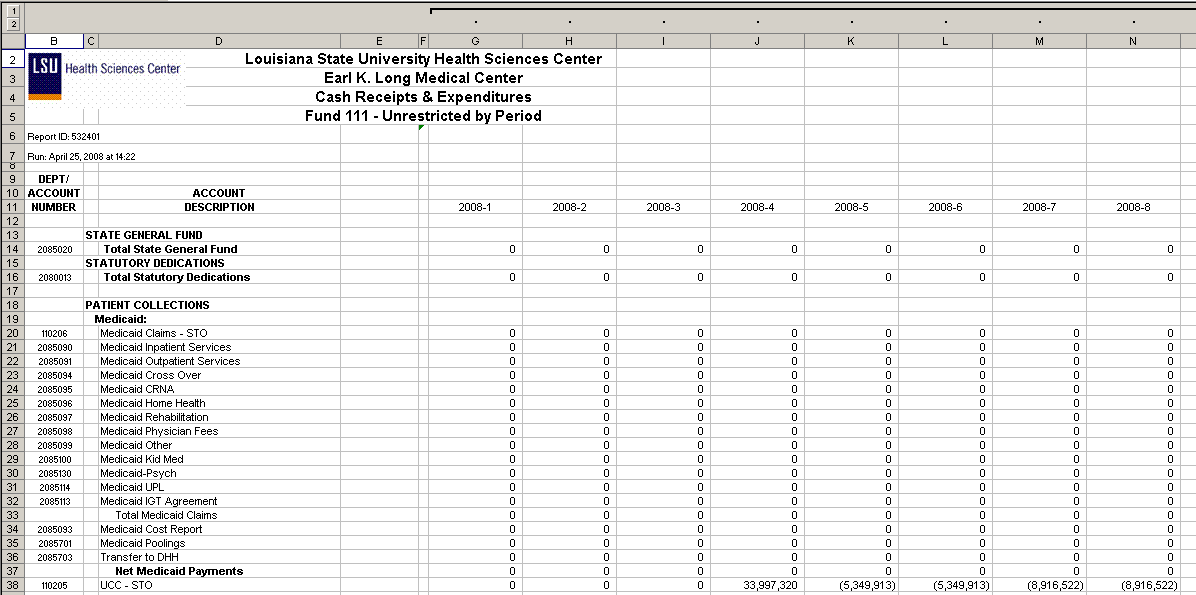 1
2
B C D E F G H I J K L M N
2 LSU Health Sciences Center Louisiana State University Health Sciences Center
3 Earl K. Long Medical Center
4 Cash Receipts & Expenditures
5 Fund 111 - Unrestricted by Period
6 Report ID: 532401
7 Run: April 25, 2008 at 14:22
8
9 DEPT/
10 ACCOUNT ACCOUNT
11 NUMBER DESCRIPTION 2008-1 2008-2 2008-3 2008-4 2008-5 2008-6 2008-7 2008-8
12
13 STATE GENERAL FUND
14 2085020 Total State General Fund 0 0 0 0 0 0 0 0
15 STATUTORY DEDICATIONS
16 2080013 Total Statutory Dedications 0 0 0 0 0 0 0 0
17
18 PATIENT COLLECTIONS
19 Medicaid:
20 110206 Medicaid Claims - STO 0 0 0 0 0 0 0 0
21 2085090 Medicaid Inpatient Services 0 0 0 0 0 0 0 0
22 2085091 Medicaid Outpatient Services 0 0 0 0 0 0 0 0
23 2085094 Medicaid Cross Over 0 0 0 0 0 0 0 0
24 2085095 Medicaid CRNA 0 0 0 0 0 0 0 0
25 2085096 Medicaid Home Health 0 0 0 0 0 0 0 0
26 2085097 Medicaid Rehabilitation 0 0 0 0 0 0 0 0
27 2085098 Medicaid Physician Fees 0 0 0 0 0 0 0 0
28 2085099 Medicaid Other 0 0 0 0 0 0 0 0
29 2085100 Medicaid Kid Med 0 0 0 0 0 0 0 0
30 2085130 Medicaid-Psych 0 0 0 0 0 0 0 0
31 2085114 Medicaid UPL 0 0 0 0 0 0 0 0
32 2085113 Medicaid IGT Agreement 0 0 0 0 0 0 0 0
33 Total Medicaid Claims 0 0 0 0 0 0 0 0
34 2085093 Medicaid Cost Report 0 0 0 0 0 0 0 0
35 2085701 Medicaid Poolings 0 0 0 0 0 0 0 0
36 2085703 Transfer to DHH 0 0 0 0 0 0 0 0
37 Net Medicaid Payments 0 0 0 0 0 0 0 0
38 110205 UCC - STO 0 0 0 33,997,320 (5,349,913) (5,349,913) (8,916,522) (8,916,522)